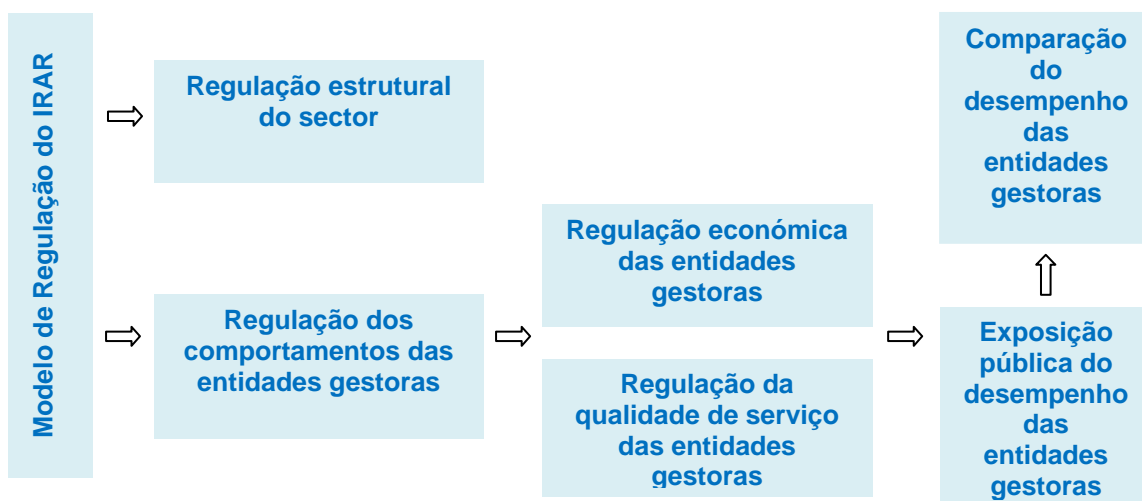 Modelo de Regulação do IRAR
Regulação estrutural
do sector
Regulação dos
comportamentos das
entidades gestoras
Regulação económica
das entidades
gestoras
Regulação da
qualidade de serviço
das entidades
gestoras
Comparação
do
desempenho
das
entidades
gestoras
Exposição
pública do
desempenho
das
entidades
gestoras